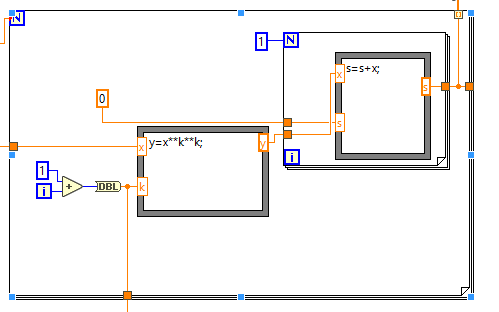 N
1
N
x
s=s+x;
s
0
s
x
y=x**k**k;
y
i
1
i
+
DBL
k